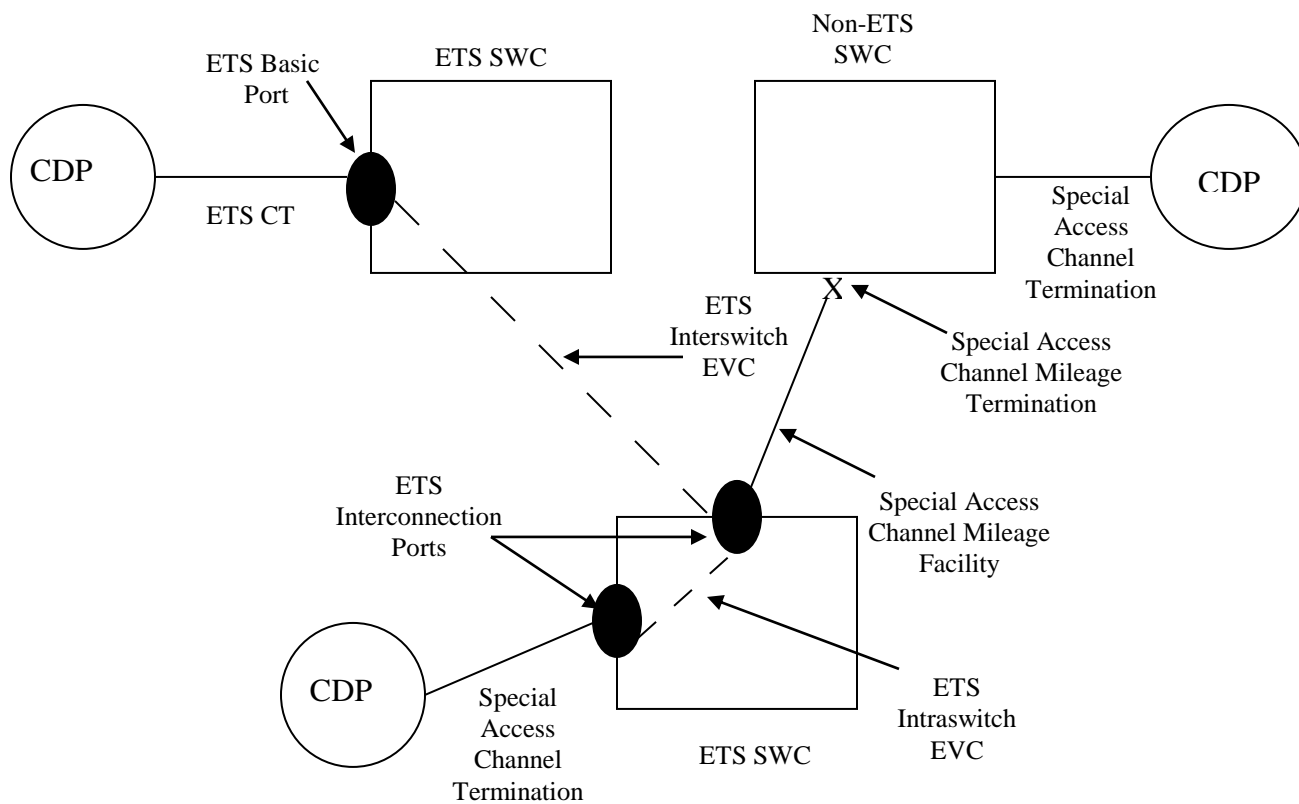 Non-ETS
SWC
ETS Basic
Port
ETS SWC
CDP
CDP
ETS CT
Special
Access
Channel
Termination
X
ETS
Interswitch
EVC
Special Access
Channel Mileage
Termination
ETS
Interconnection
Ports
Special Access
Channel Mileage
Facility
CDP
Special
Access
Channel
Termination
ETS
Intraswitch
EVC
ETS SWC